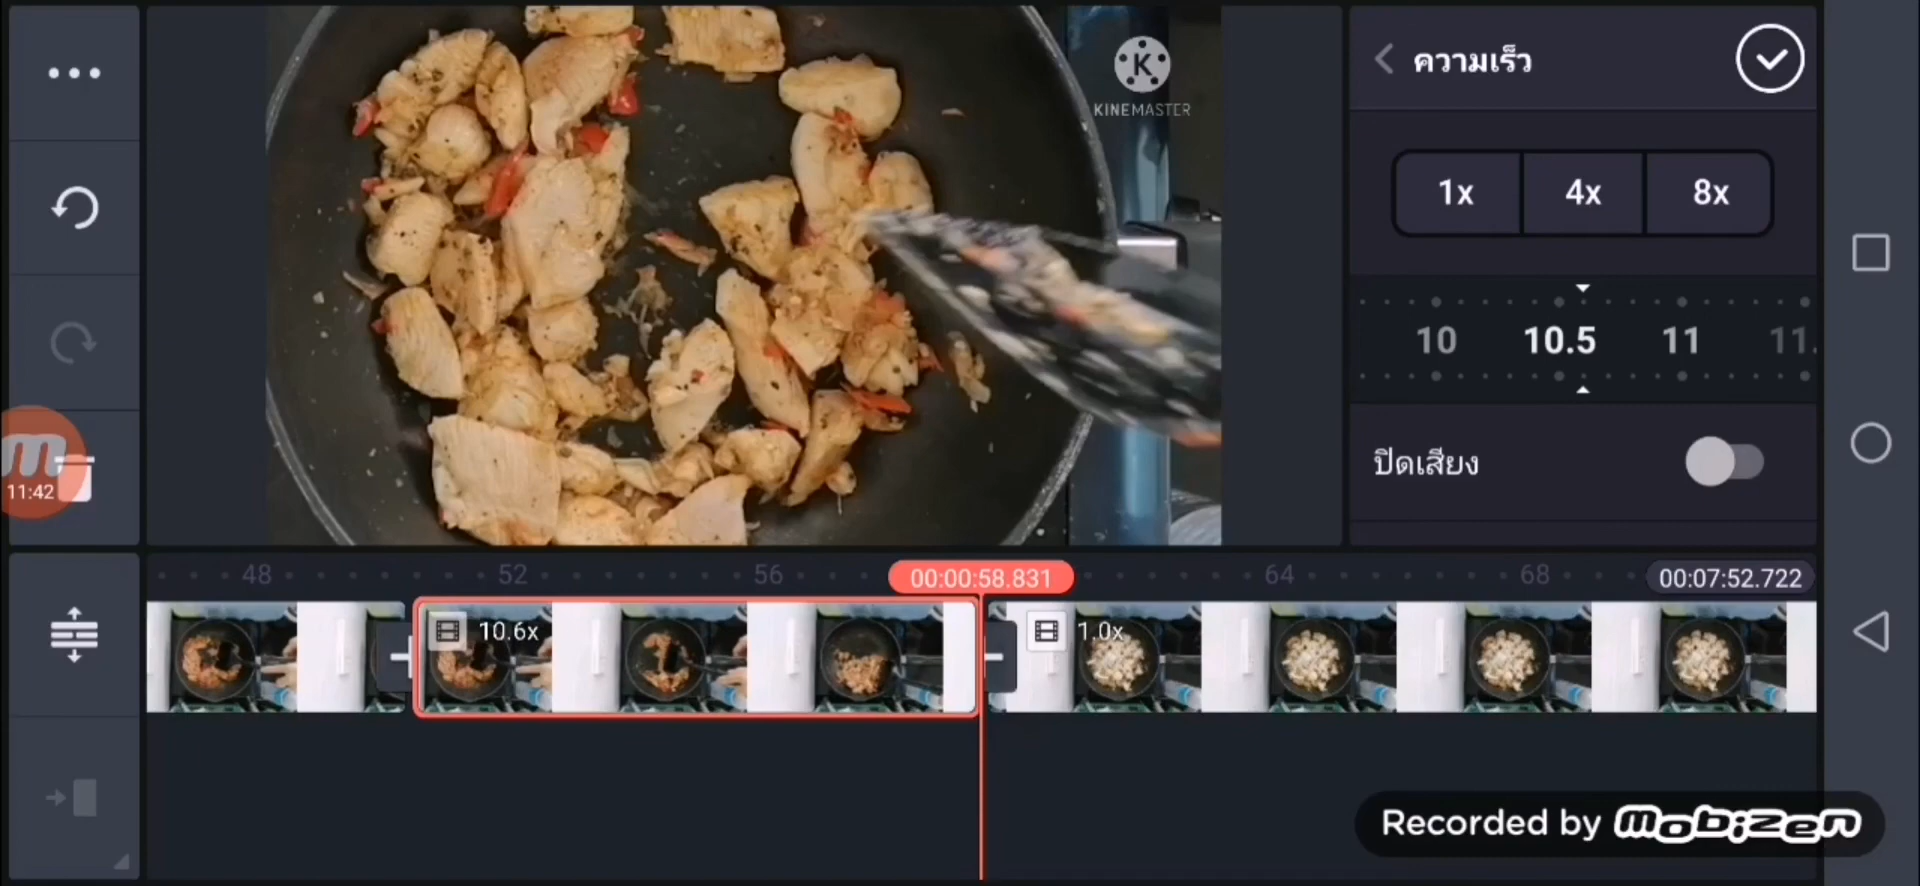 KINEMASTER
ความเร็ว
1x 4x 8x
10 10.5 11 11.
ปิดเสียง
11:42
48 52 56 00:00:58.831 64 68 00:07:52.722
10.6x 1.0x
Recorded by mobizen